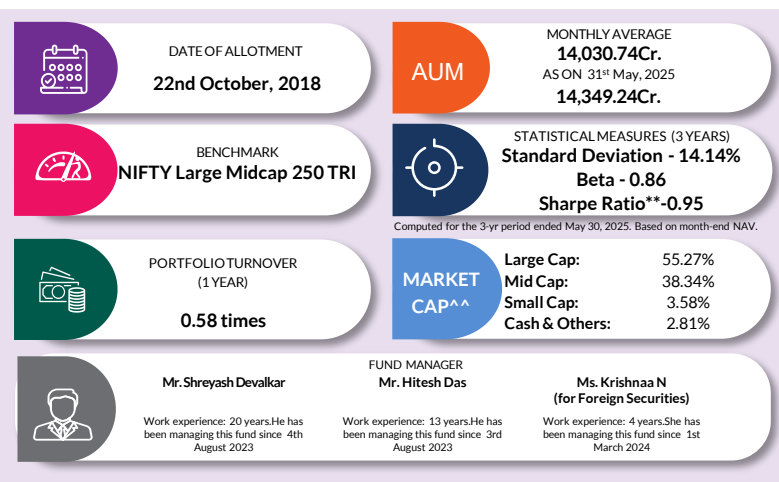 DATE OF ALLOTMENT
22nd October, 2018
AUM
MONTHLY AVERAGE
14,030.74Cr.
AS ON 31st May, 2025
14,349.24Cr.
BENCHMARK
NIFTY Large Midcap 250 TRI
STATISTICAL MEASURES (3 YEARS)
Standard Deviation - 14.14%
Beta - 0.86
Sharpe Ratio**-0.95
Computed for the 3-yr period ended May 30, 2025. Based on month-end NAV.
PORTFOLIO TURNOVER
(1 YEAR)
0.58 times
MARKET
CAP^^
Large Cap: 55.27%
Mid Cap: 38.34%
Small Cap: 3.58%
Cash & Others: 2.81%
FUND MANAGER
Mr. Shreyash Devalkar
Work experience: 20 years.He has
been managing this fund since 4th
August 2023
Mr. Hitesh Das
Work experience: 13 years.He has
been managing this fund since 3rd
August 2023
Ms. Krishnaa N
(for Foreign Securities)
Work experience: 4 years.She has
been managing this fund since 1st
March 2024